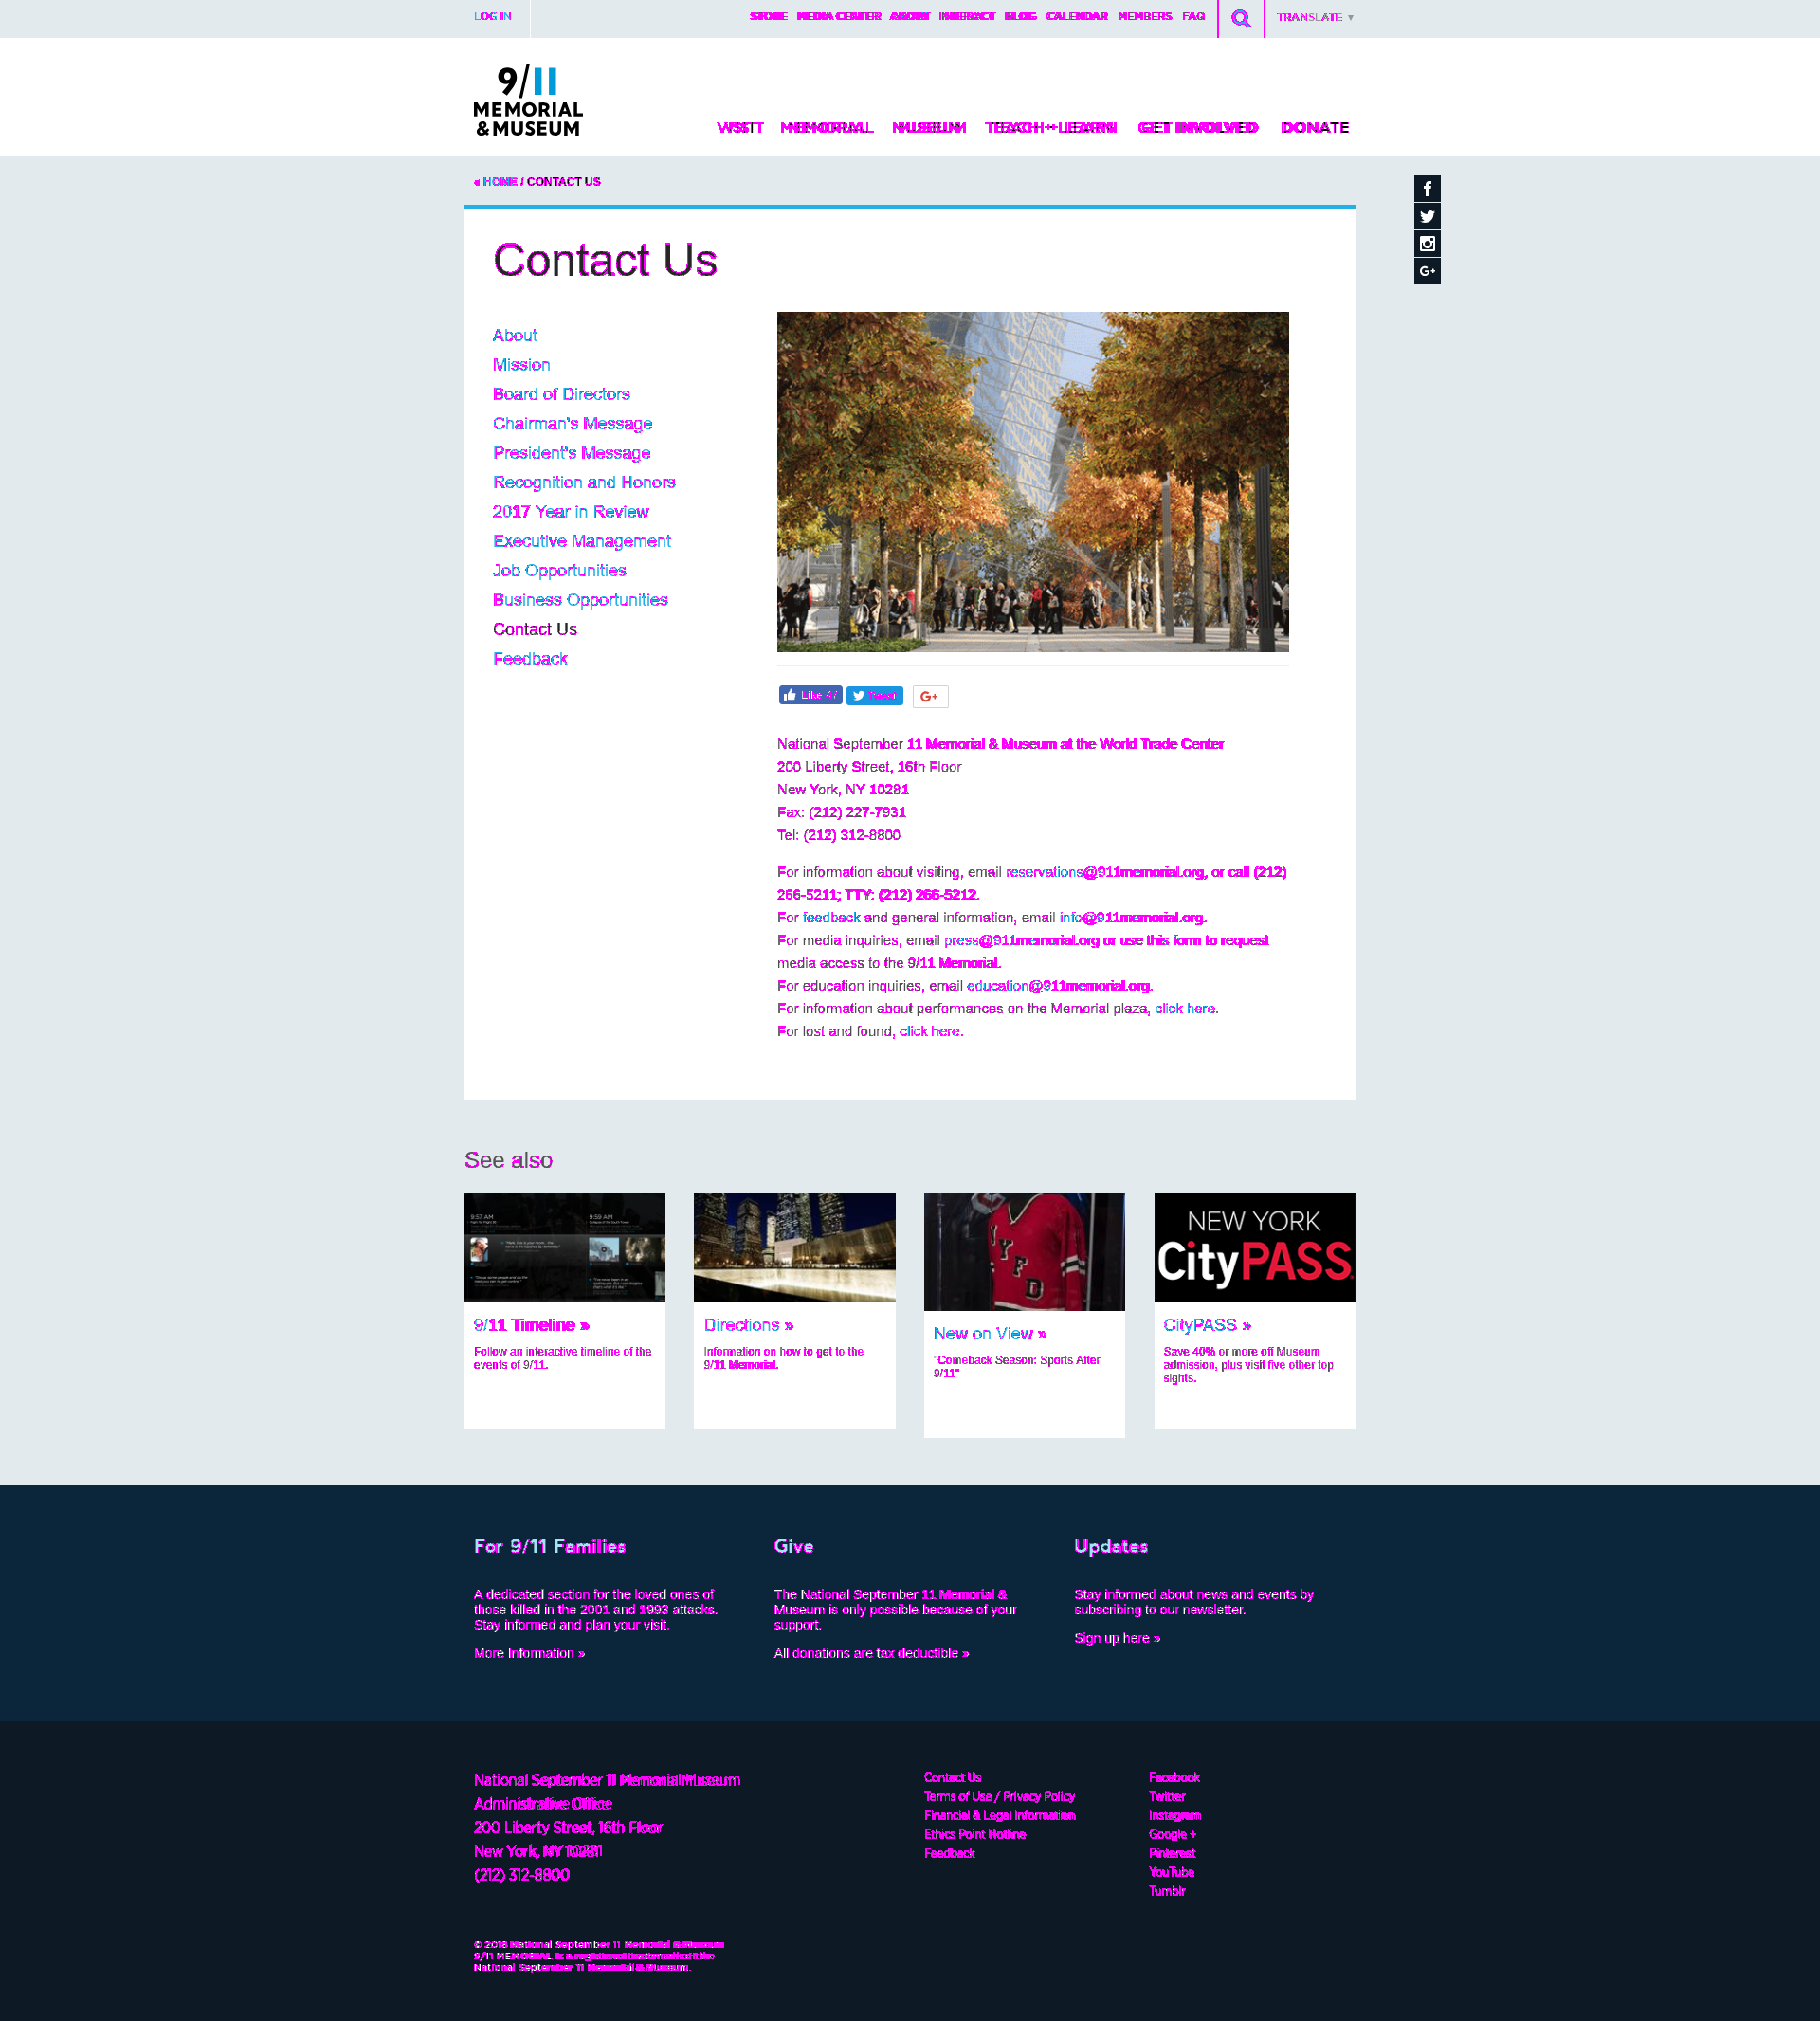 LOG IN
STORE MEDIA CENTER ABOUT INTERACT BLOG CALENDAR MEMBERS FAQ
TRANSLATE ▼
9/11
MEMORIAL
& MUSEUM
VISIT MEMORIAL MUSEUM TEACH + LEARN GET INVOLVED DONATE
« HOME / CONTACT US
Contact Us
About
Mission
Board of Directors
Chairman's Message
President's Message
Recognition and Honors
2017 Year in Review
Executive Management
Job Opportunities
Business Opportunities
Contact Us
Feedback
Like 47 Tweet G+
National September 11 Memorial & Museum at the World Trade Center
200 Liberty Street, 16th Floor
New York, NY 10281
Fax: (212) 227-7931
Tel: (212) 312-8800
For information about visiting, email reservations@911memorial.org, or call (212)
266-5211; TTY: (212) 266-5212.
For feedback and general information, email info@911memorial.org.
For media inquiries, email press@911memorial.org or use this form to request
media access to the 9/11 Memorial.
For education inquiries, email education@911memorial.org.
For information about performances on the Memorial plaza, click here.
For lost and found, click here.
See also
9:57 AM 9:59 AM
NYFD
NEW YORK
CityPASS
9/11 Timeline »
Follow an interactive timeline of the
events of 9/11.
Directions »
Information on how to get to the
9/11 Memorial.
New on View »
"Comeback Season: Sports After
9/11"
CityPASS »
Save 40% or more off Museum
admission, plus visit five other top
sights.
For 9/11 Families
A dedicated section for the loved ones of
those killed in the 2001 and 1993 attacks.
Stay informed and plan your visit.
More Information »
Give
The National September 11 Memorial &
Museum is only possible because of your
support.
All donations are tax deductible »
Updates
Stay informed about news and events by
subscribing to our newsletter.
Sign up here »
National September 11 Memorial Museum
Administrative Office
200 Liberty Street, 16th Floor
New York, NY 10281
(212) 312-8800
Contact Us
Terms of Use / Privacy Policy
Financial & Legal Information
Ethics Point Hotline
Feedback
Facebook
Twitter
Instagram
Google +
Pinterest
YouTube
Tumblr
© 2018 National September 11 Memorial & Museum
9/11 MEMORIAL is a registered trademark of the
National September 11 Memorial & Museum.